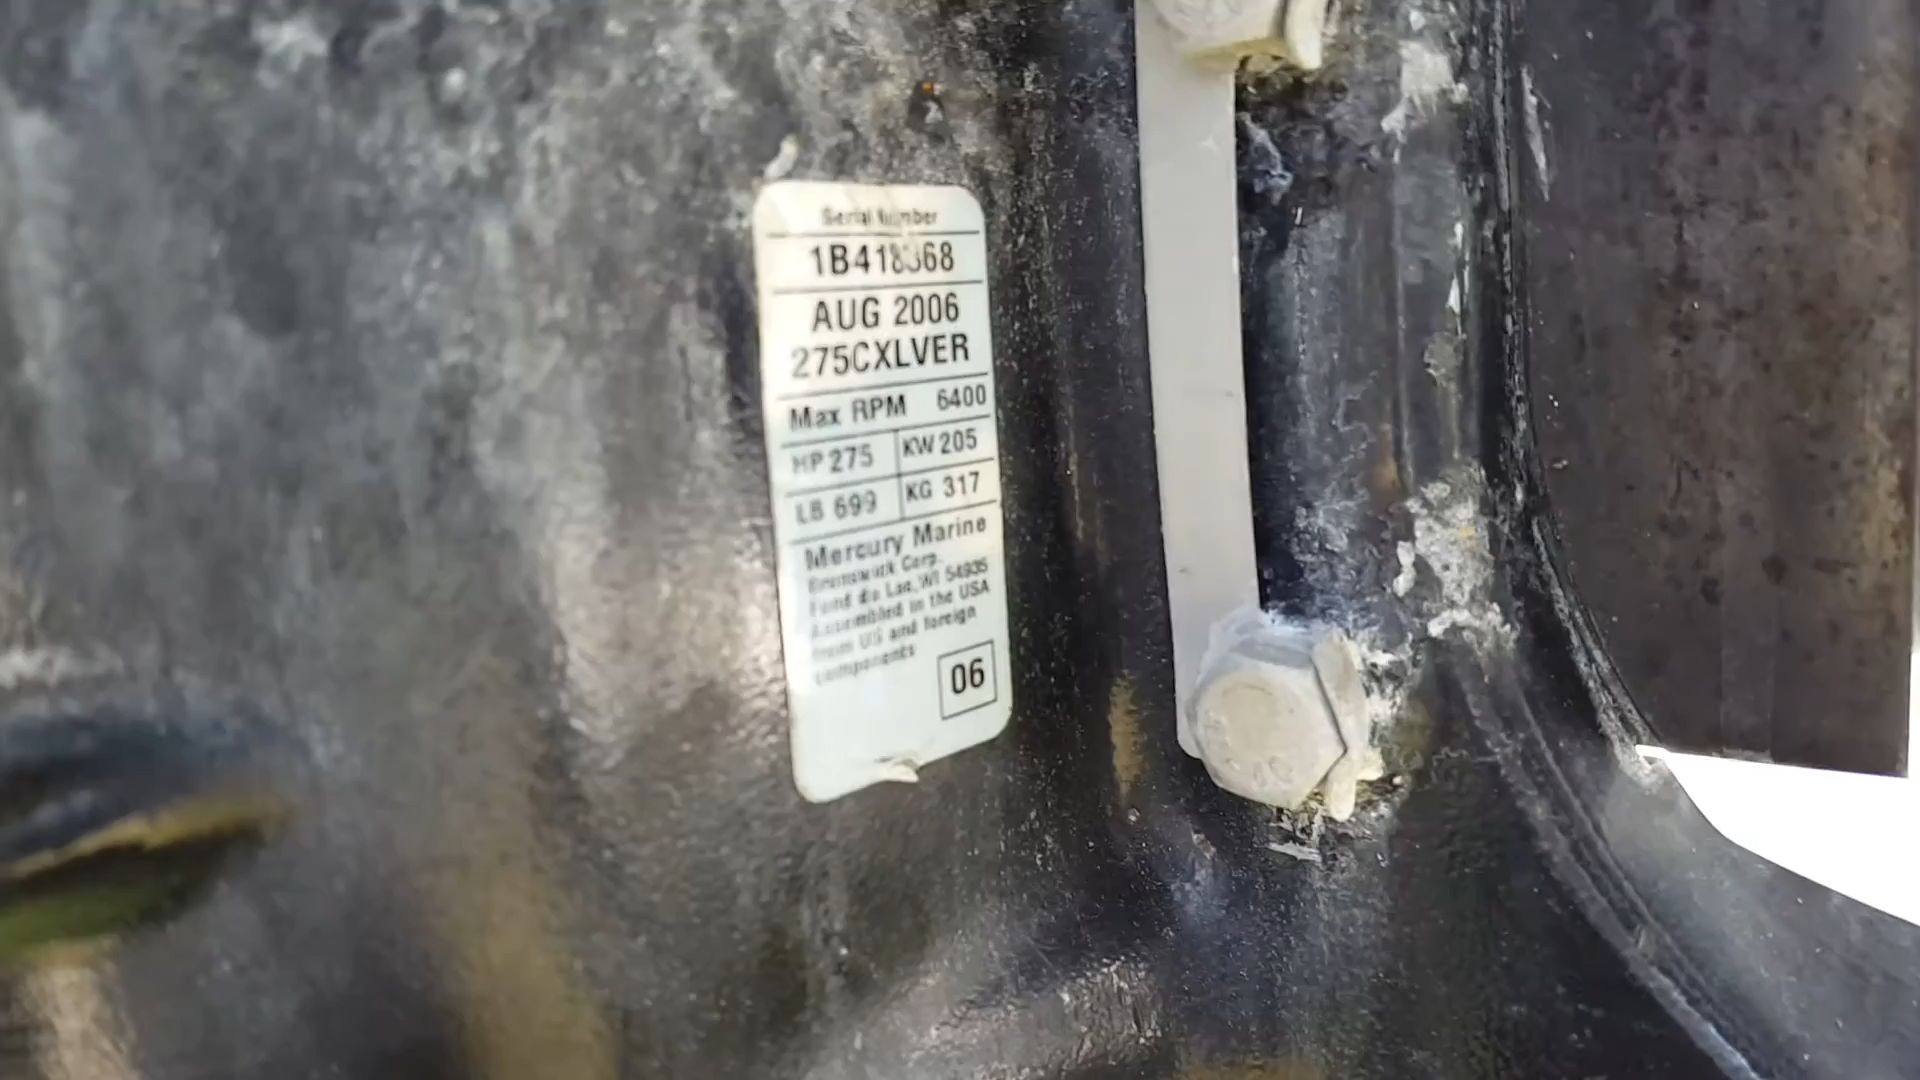 Serial Number
AUG 2006
275CXLVER
Max RPM 6400
HP 275 KW 205
LB 699 KG 317
Mercury Marine
Brunswick Corp.
Fond du Lac, WI 54935
Assembled in the USA
from US and foreign
components
06